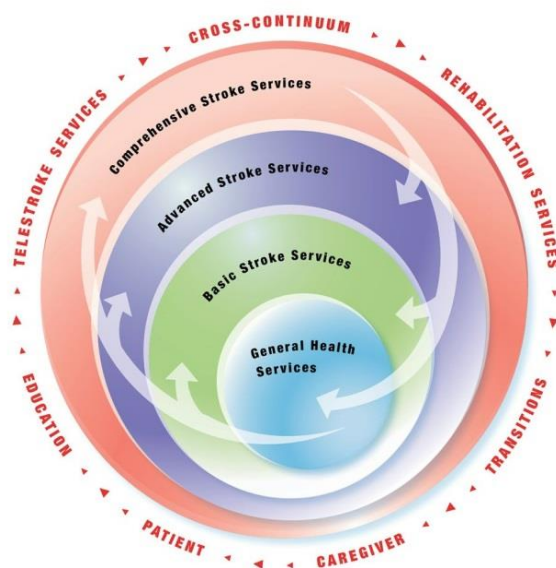 CROSS-CONTINUUM
REHABILITATION SERVICES
TRANSITIONS
CAREGIVER
PATIENT
EDUCATION
TELESTROKE SERVICES
Comprehensive Stroke Services
Advanced Stroke Services
Basic Stroke Services
General Health
Services